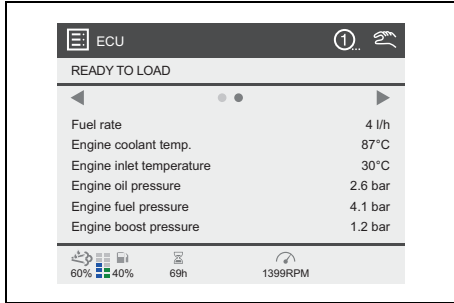 ECU 1...
READY TO LOAD
Fuel rate 4 l/h
Engine coolant temp. 87°C
Engine inlet temperature 30°C
Engine oil pressure 2.6 bar
Engine fuel pressure 4.1 bar
Engine boost pressure 1.2 bar
60% 40% 69h 1399RPM